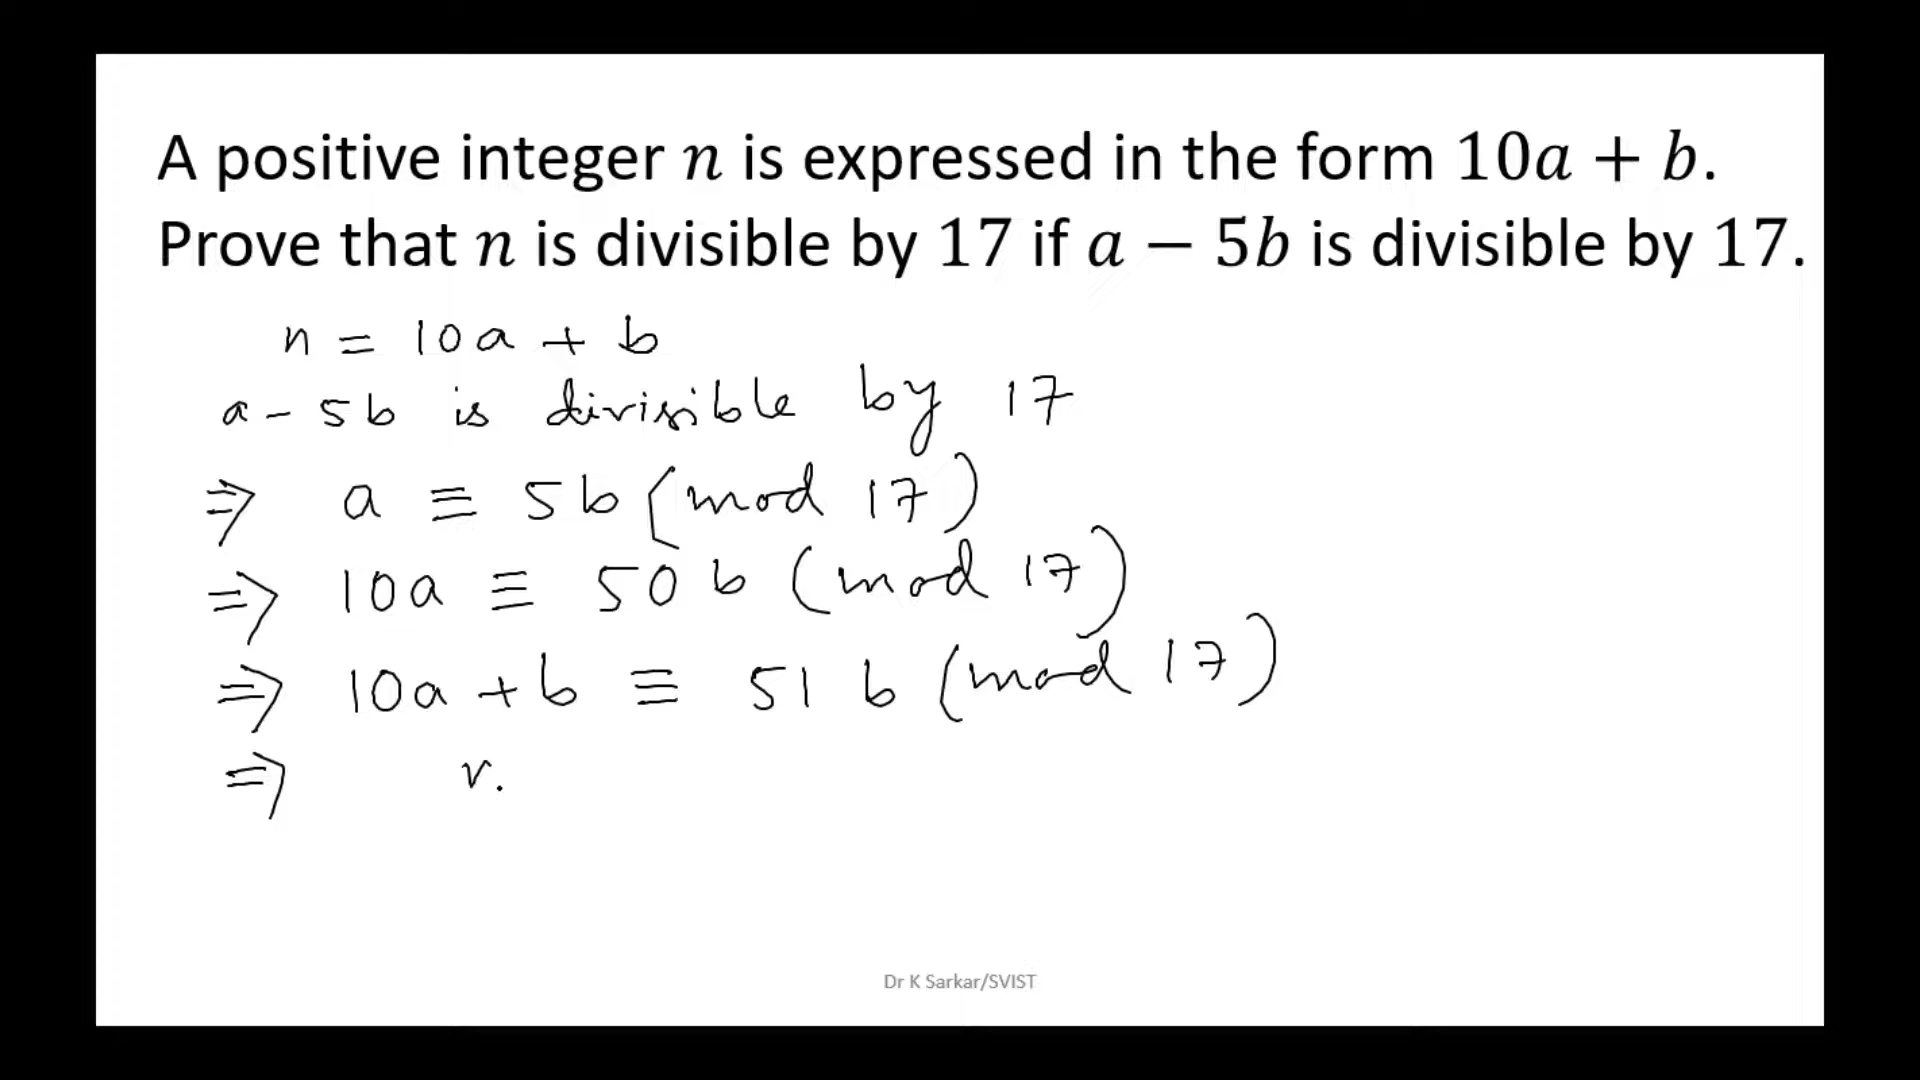 A positive integer n is expressed in the form 10a + b.
Prove that n is divisible by 17 if a − 5b is divisible by 17.
n = 10a + b
a - 5b is divisible by 17
⇒ a ≡ 5b (mod 17)
⇒ 10a ≡ 50b (mod 17)
⇒ 10a + b ≡ 51 b (mod 17)
⇒
Dr K Sarkar/SVIST